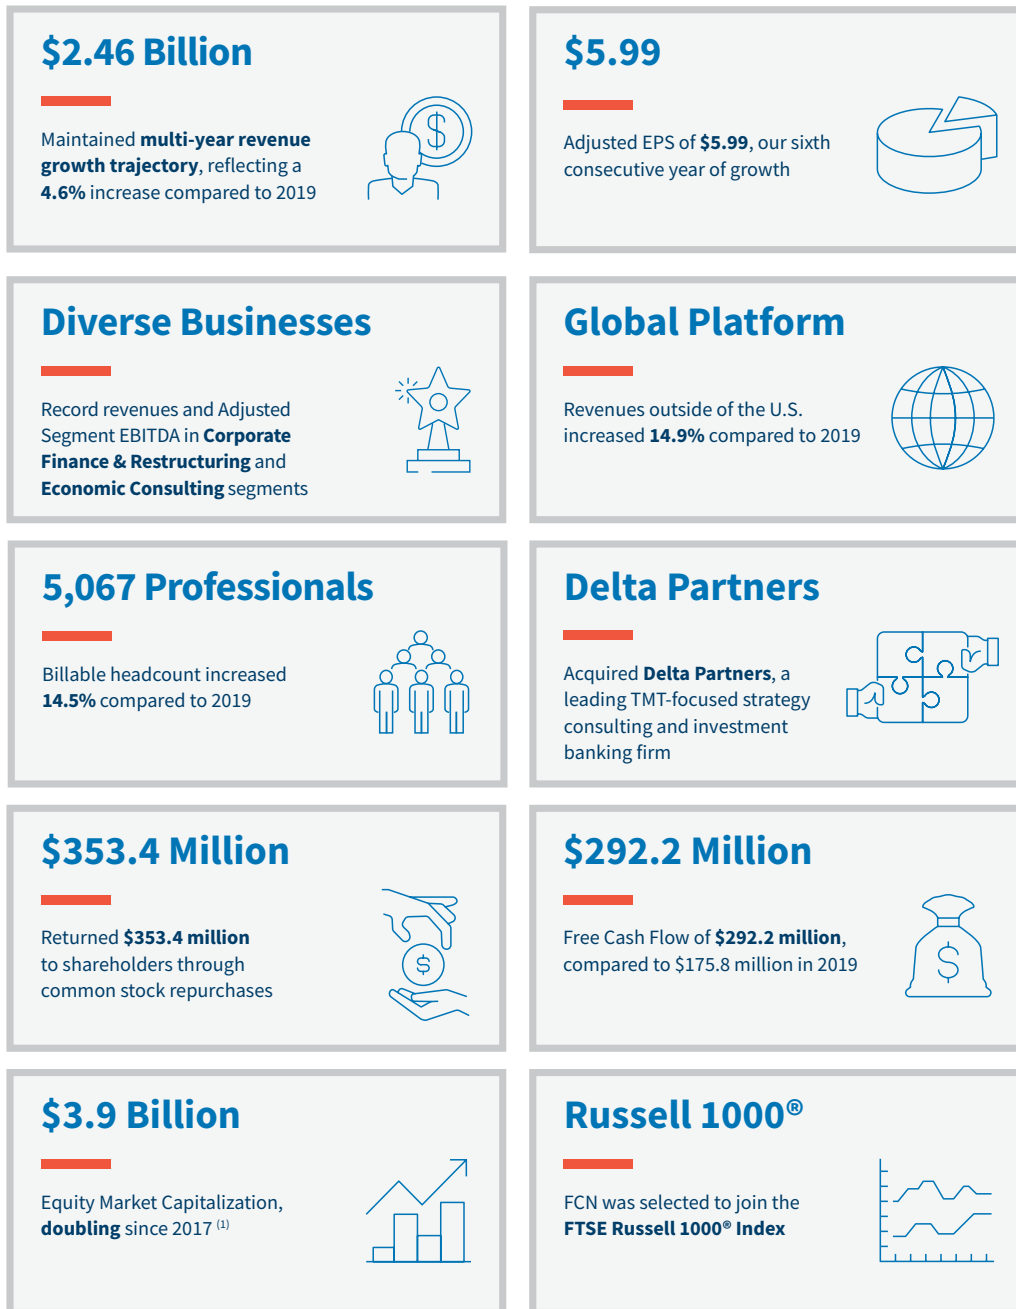 $2.46 Billion
Maintained multi-year revenue
growth trajectory, reflecting a
4.6% increase compared to 2019
$5.99
Adjusted EPS of $5.99, our sixth
consecutive year of growth
Diverse Businesses
Record revenues and Adjusted
Segment EBITDA in Corporate
Finance & Restructuring and
Economic Consulting segments
Global Platform
Revenues outside of the U.S.
increased 14.9% compared to 2019
5,067 Professionals
Billable headcount increased
14.5% compared to 2019
Delta Partners
Acquired Delta Partners, a
leading TMT-focused strategy
consulting and investment
banking firm
$353.4 Million
Returned $353.4 million
to shareholders through
common stock repurchases
$292.2 Million
Free Cash Flow of $292.2 million,
compared to $175.8 million in 2019
$3.9 Billion
Equity Market Capitalization,
doubling since 2017 (1)
Russell 1000®
FCN was selected to join the
FTSE Russell 1000® Index